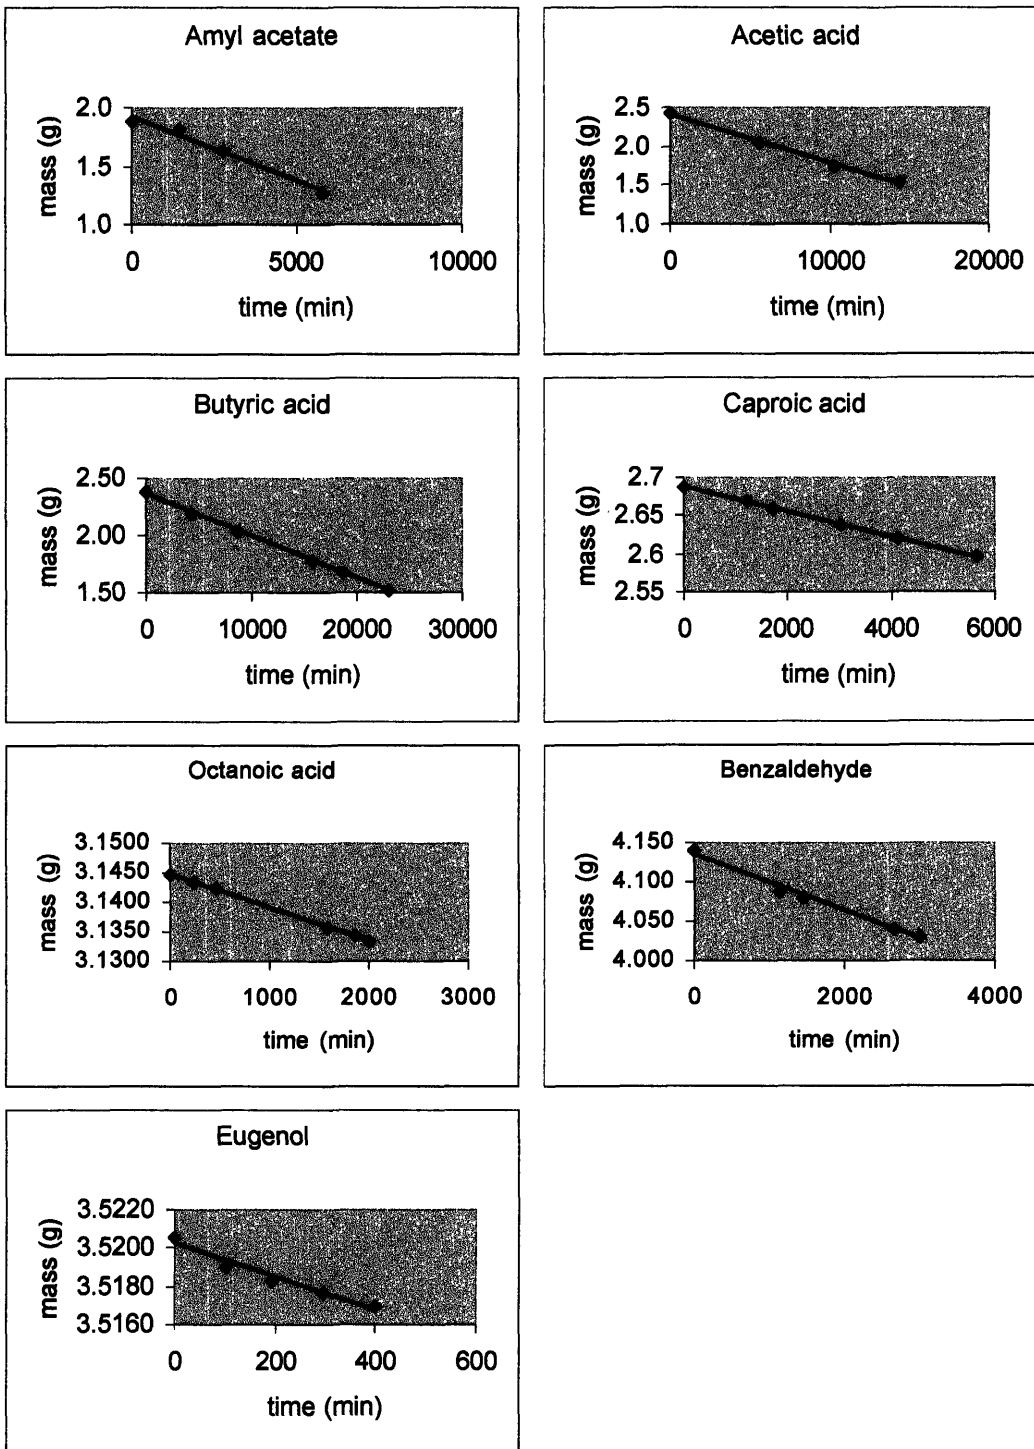 Amyl acetate
mass (g)
2.0
1.5
1.0
0 5000 10000
time (min)
Acetic acid
mass (g)
2.5
2.0
1.5
1.0
0 10000 20000
time (min)
Butyric acid
mass (g)
2.50
2.00
1.50
0 10000 20000 30000
time (min)
Caproic acid
mass (g)
2.7
2.65
2.6
2.55
0 2000 4000 6000
time (min)
Octanoic acid
mass (g)
3.1500
3.1450
3.1400
3.1350
3.1300
0 1000 2000 3000
time (min)
Benzaldehyde
mass (g)
4.150
4.100
4.050
4.000
0 2000 4000
time (min)
Eugenol
mass (g)
3.5220
3.5200
3.5180
3.5160
0 200 400 600
time (min)